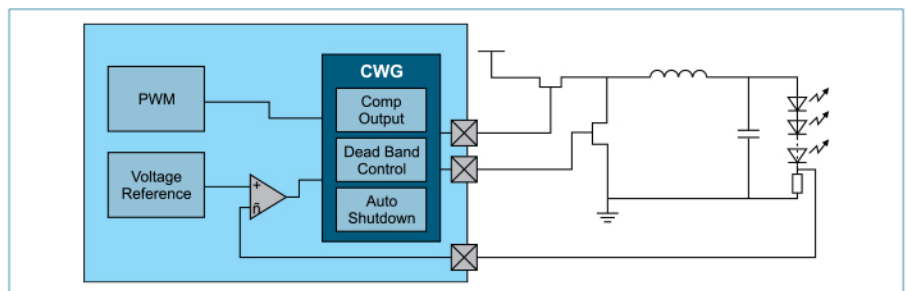 CWG
PWM
Comp
Output
Dead Band
Control
Voltage
Reference
+
ñ
Auto
Shutdown